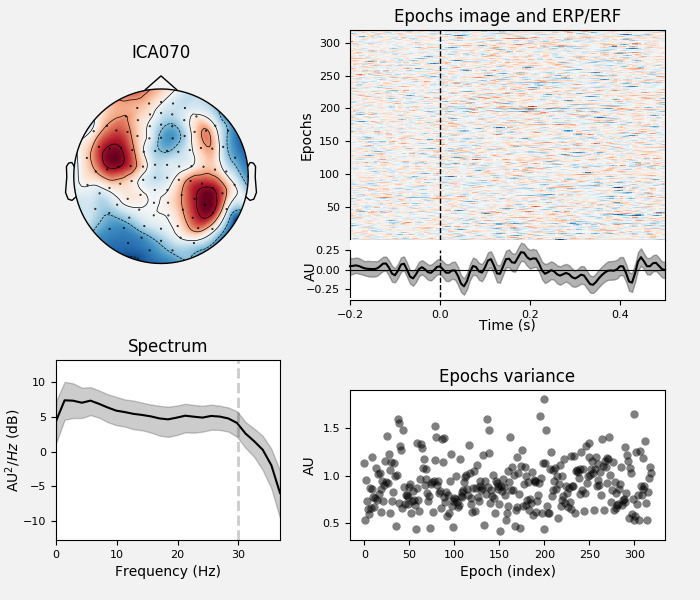 ICA070
Epochs image and ERP/ERF
300
250
200
150
100
50
Epochs
0.25
0.00
−0.25
AU
−0.2
0.0
0.2
0.4
Time (s)
Spectrum
10
5
0
−5
−10
AU²/Hz (dB)
0
10
20
30
Frequency (Hz)
Epochs variance
1.5
1.0
0.5
AU
0
50
100
150
200
250
300
Epoch (index)